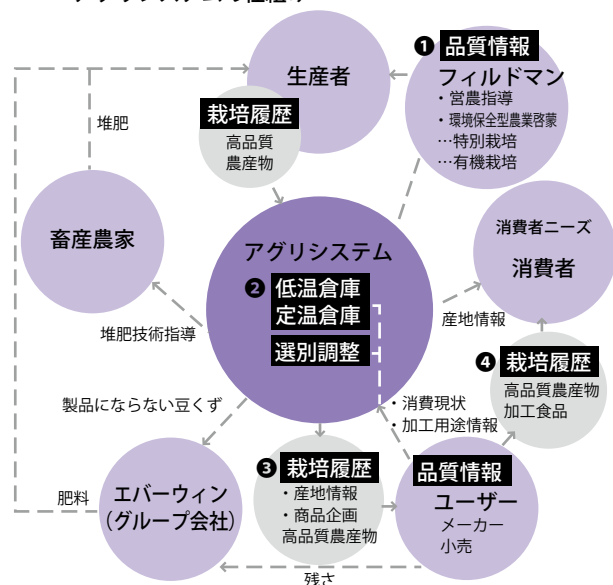 ❶ 品質情報
フィルドマン
・営農指導
・環境保全型農業啓蒙
…特別栽培
…有機栽培
生産者
栽培履歴
高品質
農産物
堆肥
畜産農家
アグリシステム
❷ 低温倉庫
定温倉庫
選別調整
消費者ニーズ
消費者
堆肥技術指導
産地情報
❹ 栽培履歴
高品質農産物
加工食品
製品にならない豆くず
・消費現状
・加工用途情報
❸ 栽培履歴
・産地情報
・商品企画
高品質農産物
品質情報
ユーザー
メーカー
小売
肥料
エバーウィン
(グループ会社)
残さ